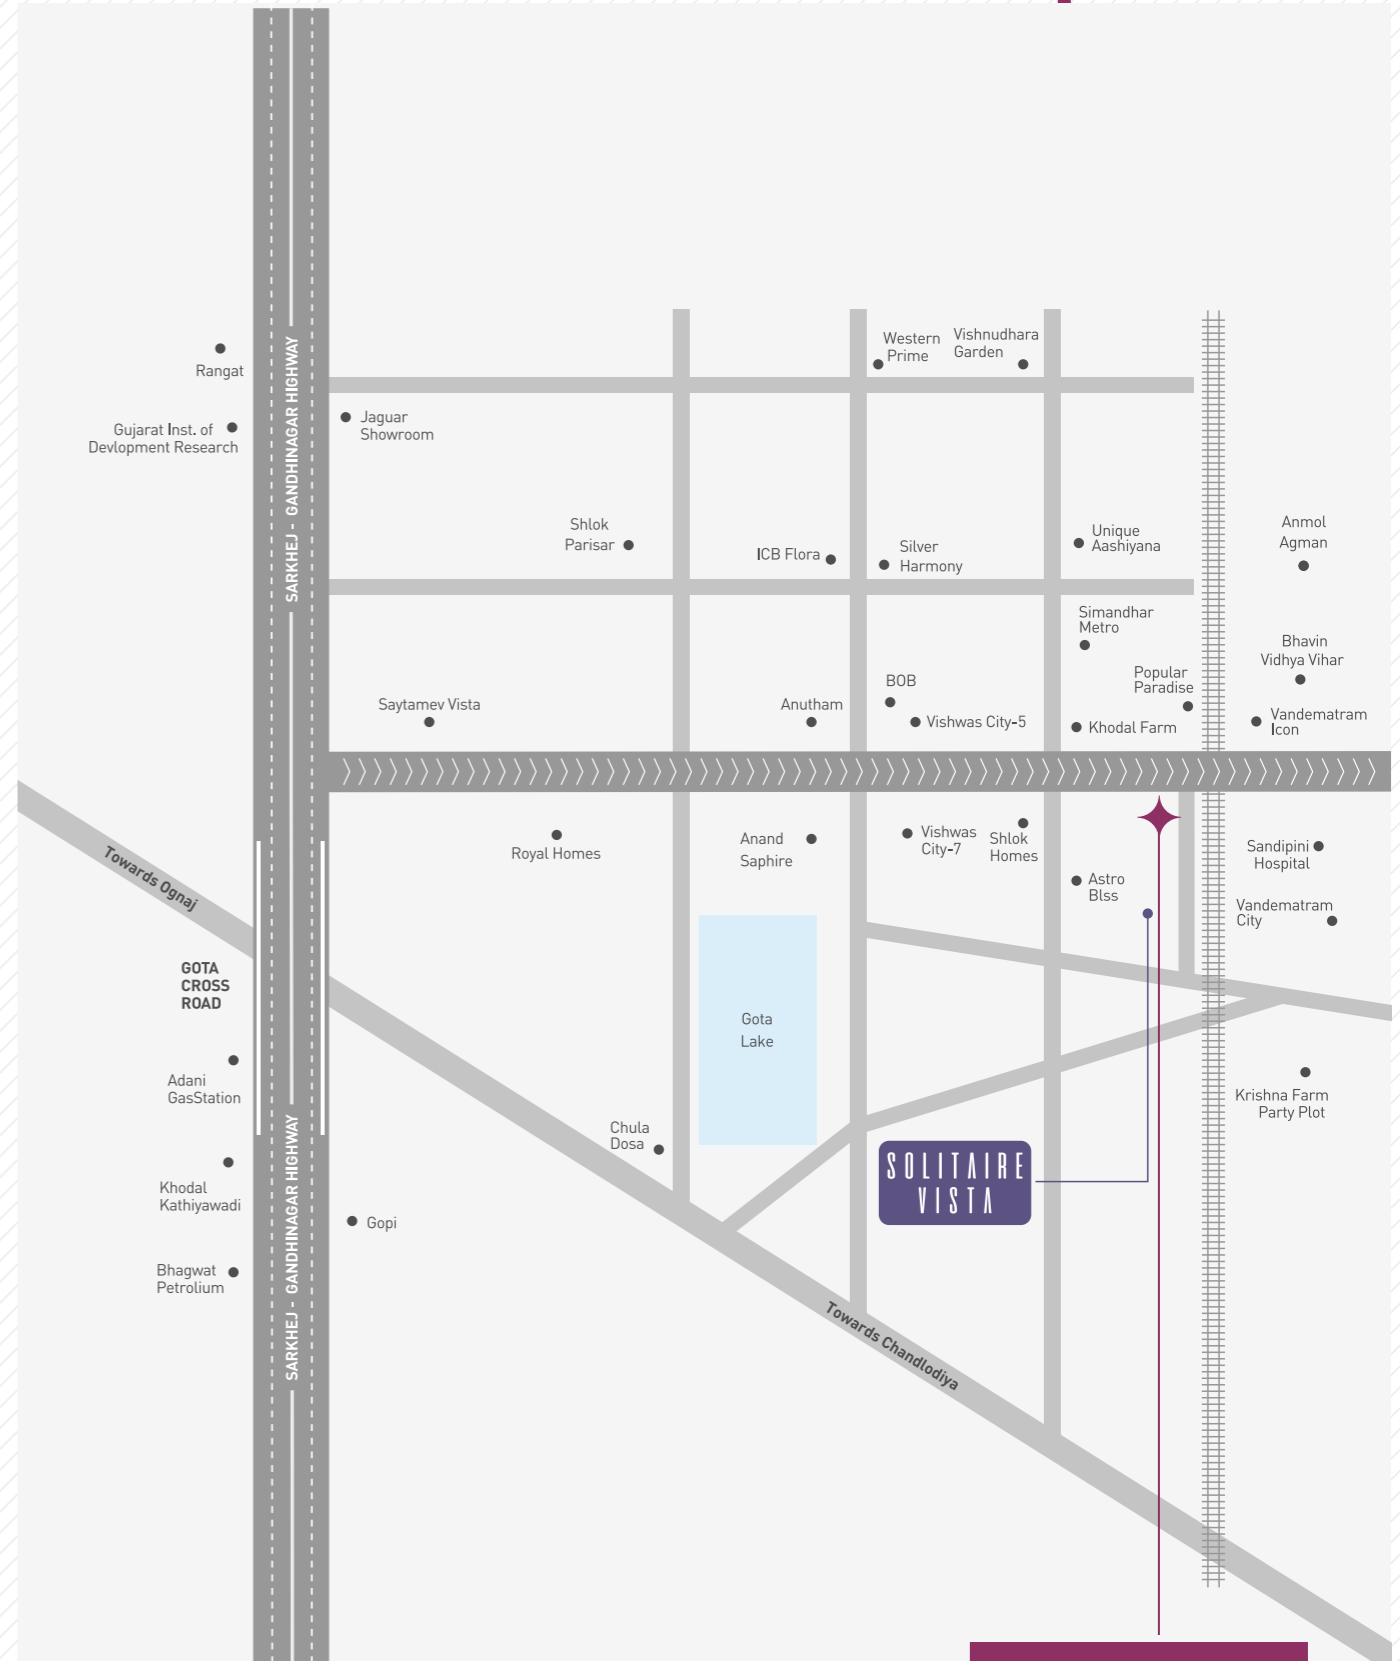 Western
Prime
Vishnudhara
Garden
Rangat
SARKHEJ - GANDHINAGAR HIGHWAY
Jaguar
Showroom
Gujarat Inst. of
Devlopment Research
Shlok
Parisar
ICB Flora
Silver
Harmony
Unique
Aashiyana
Anmol
Agman
Simandhar
Metro
Bhavin
Vidhya Vihar
Popular
Paradise
BOB
Saytamev Vista
Anutham
Vishwas City-5
Khodal Farm
Vandematram
Icon
Royal Homes
Anand
Saphire
Vishwas
City-7
Shlok
Homes
Sandipini
Hospital
Astro
Blss
Vandematram
City
Towards Ognaj
GOTA
CROSS
ROAD
Gota
Lake
Adani
GasStation
Krishna Farm
Party Plot
Chula
Dosa
SOLITAIRE
VISTA
Khodal
Kathiyawadi
Gopi
SARKHEJ - GANDHINAGAR HIGHWAY
Bhagwat
Petrolium
Towards Chandlodiya